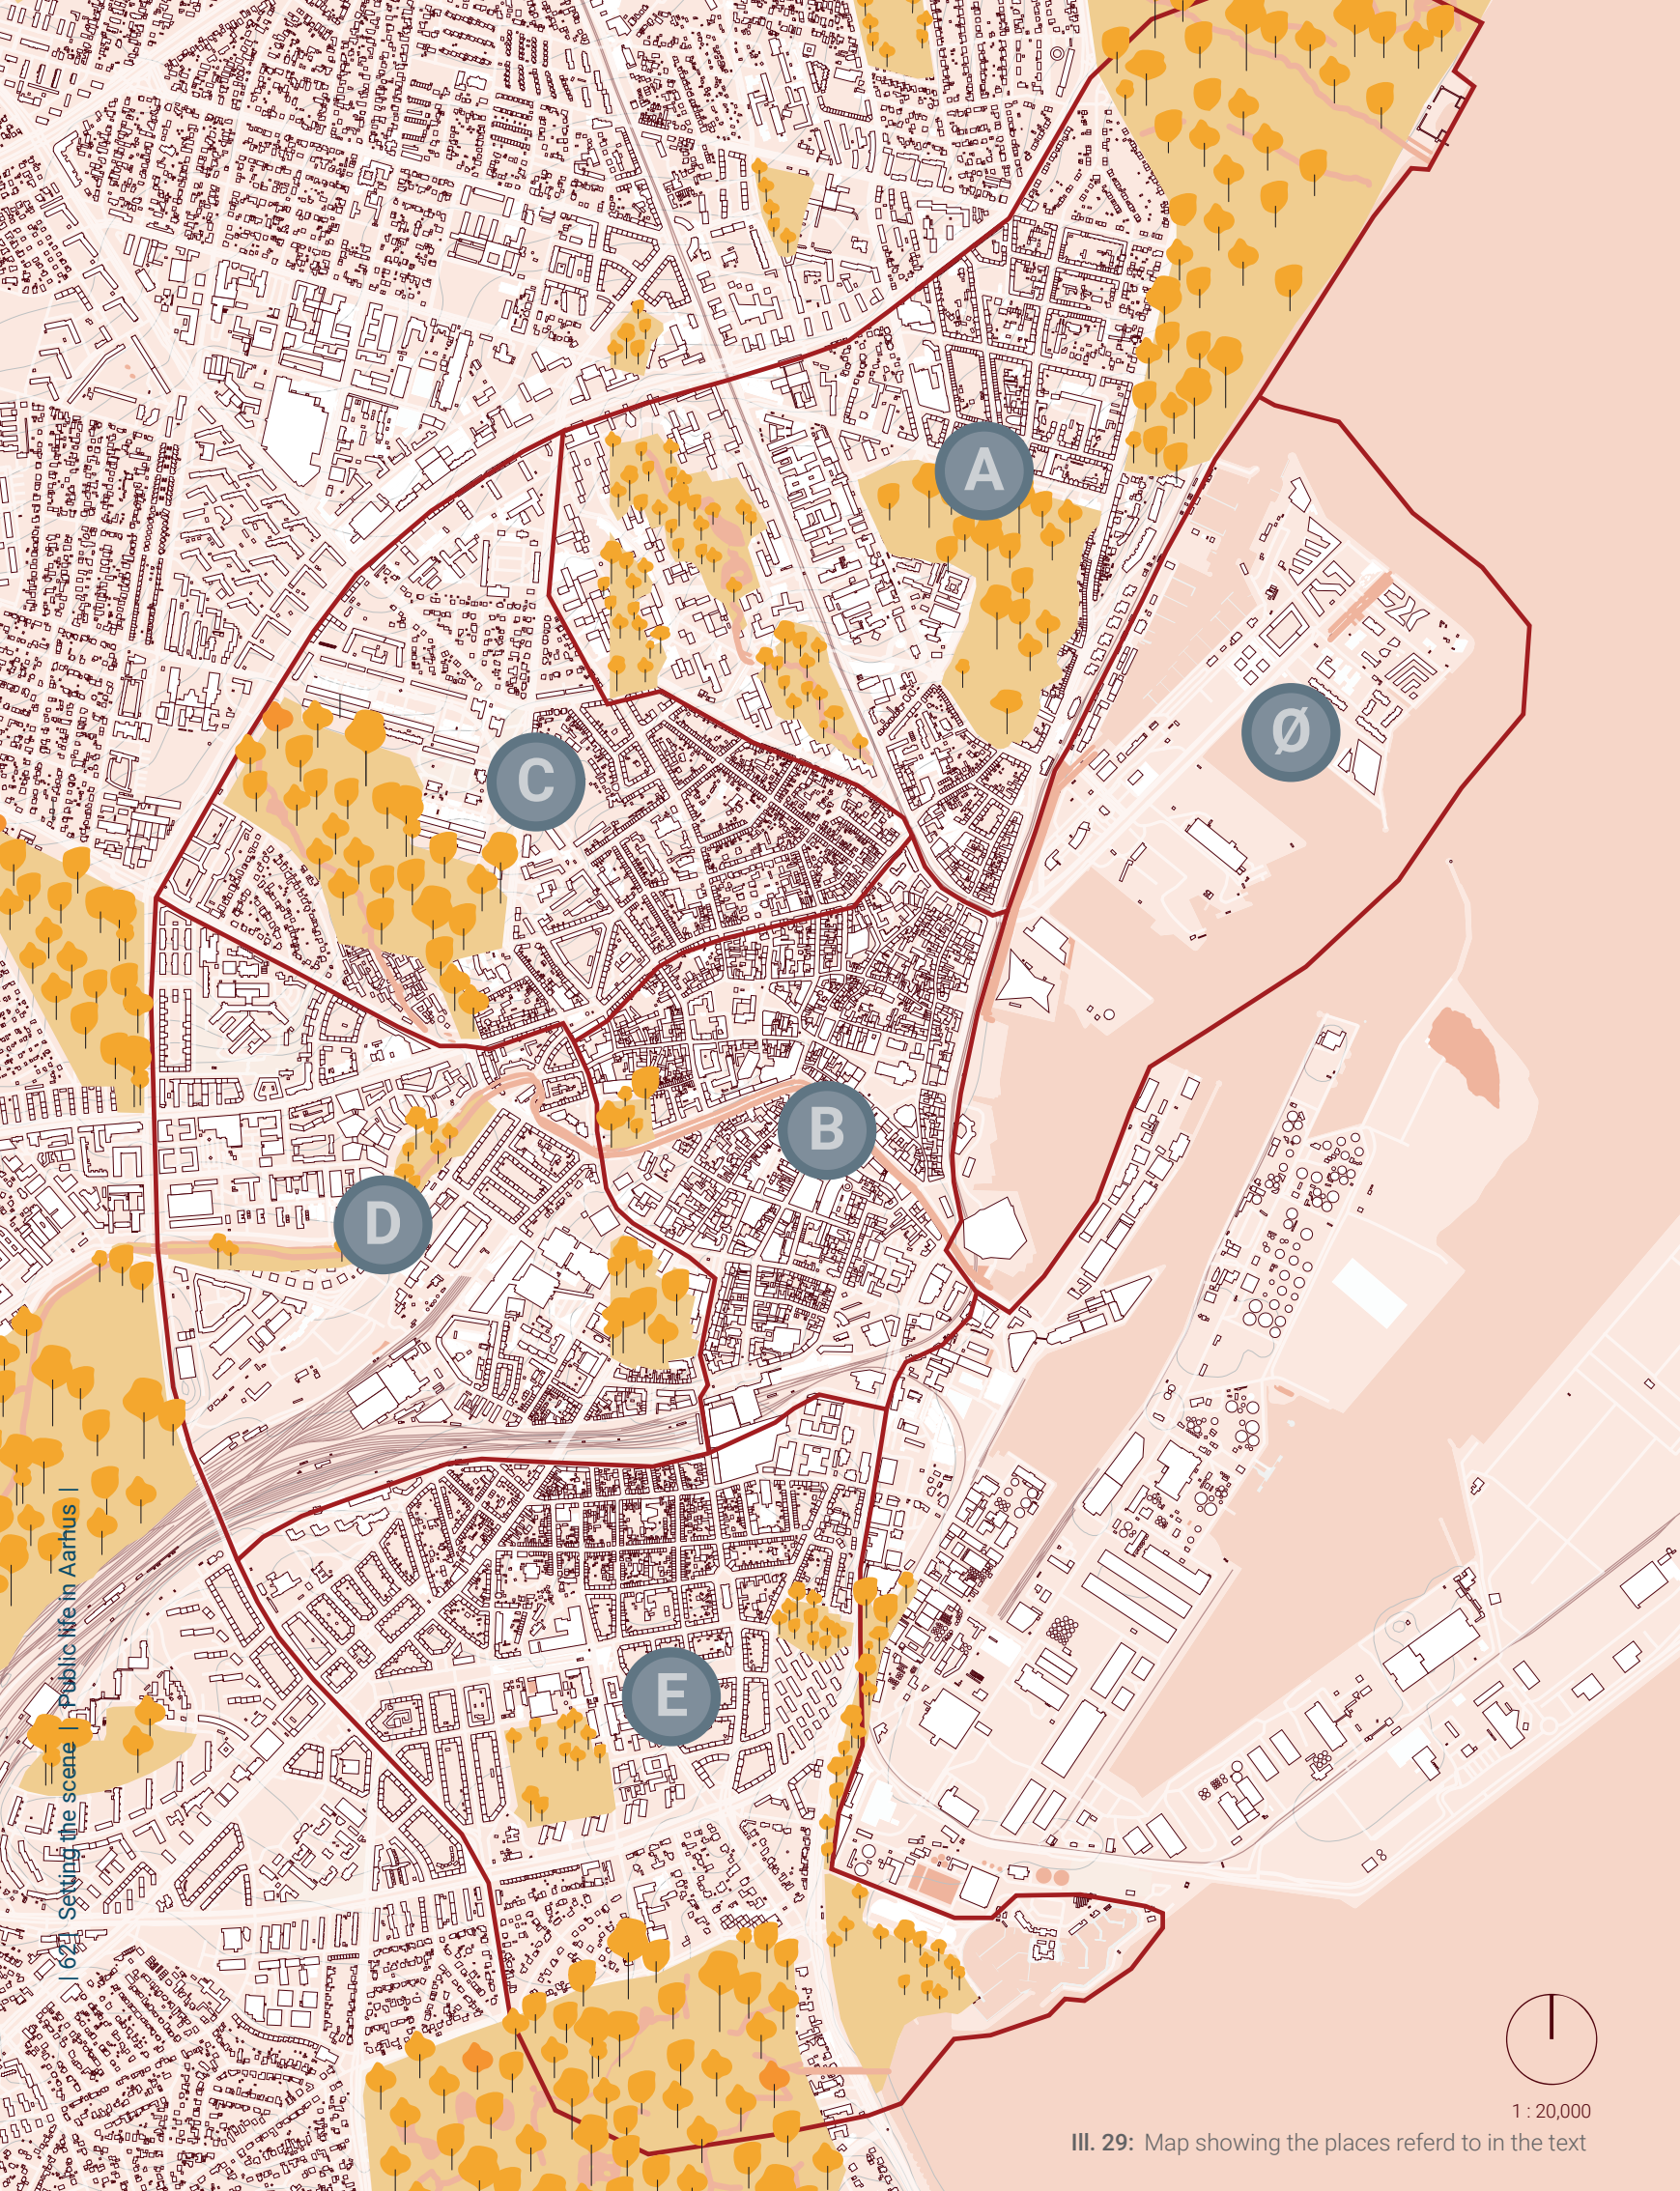 A
Ø
C
B
D
E
| 62 | Setting the scene | Public life in Aarhus |
1 : 20,000
Ill. 29: Map showing the places referd to in the text